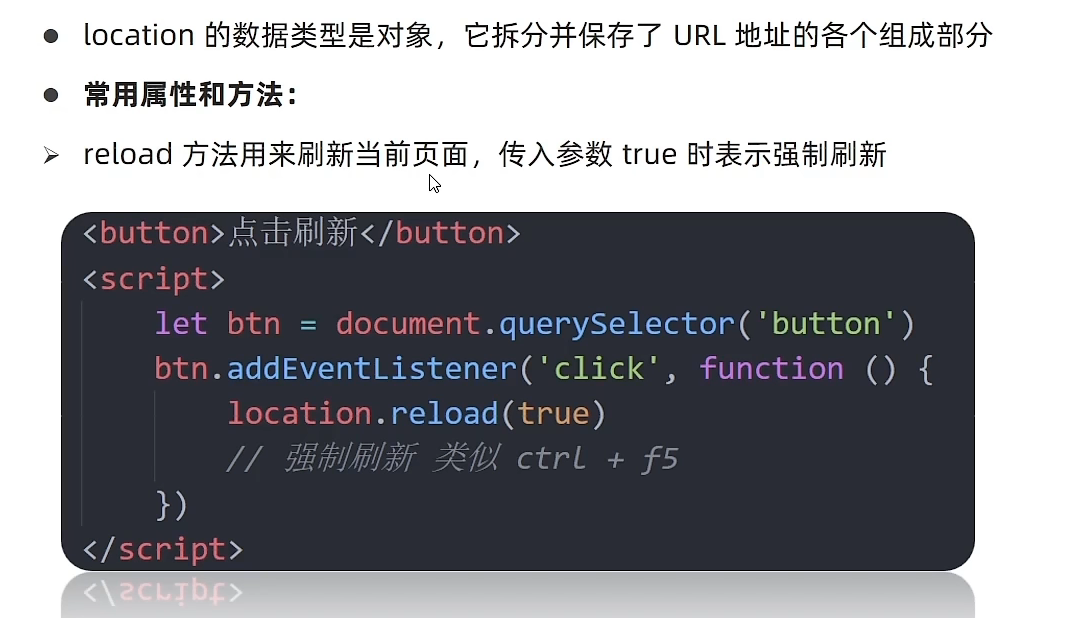 ● location 的数据类型是对象，它拆分并保存了 URL 地址的各个组成部分
● 常用属性和方法：
➢ reload 方法用来刷新当前页面，传入参数 true 时表示强制刷新
<button>点击刷新</button>
<script>
    let btn = document.querySelector('button')
    btn.addEventListener('click', function () {
        location.reload(true)
        // 强制刷新 类似 ctrl + f5
    })
</script>